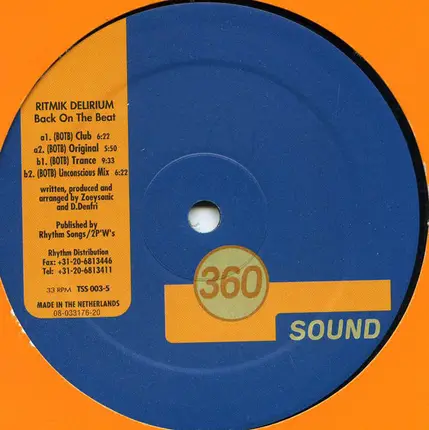 RITMIK DELIRIUM
Back On The Beat
a1. (BOTB) Club 6:22
a2. (BOTB) Original 5:50
b1. (BOTB) Trance 9:33
b2. (BOTB) Unconscious Mix 6:22
written, produced and
arranged by Zooysonic
and D.Denfri
Published by
Rhythm Songs/2P'W's
Rhythm Distribution
Fax: +31-20-6813446
Tel: +31-20-6813411
33 RPM TSS 003-5
MADE IN THE NETHERLANDS
08-033176-20
360
SOUND